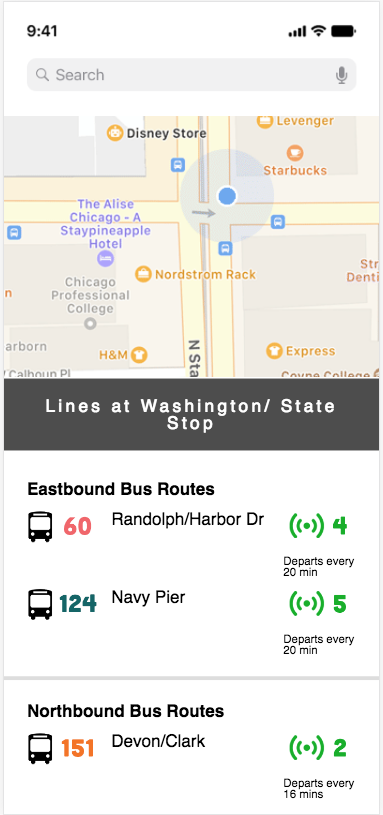 9:41
Search
Levenger
Disney Store
Starbucks
The Alise
Chicago - A
Staypineapple
Hotel
Str
Denti
Nordstrom Rack
n
Chicago
Professional
College
arborn
H&M
N Sta
Express
/Calhoun Pl
Coyne College
Lines at Washington/ State
Stop
Eastbound Bus Routes
60 Randolph/Harbor Dr 4
Departs every
20 min
124 Navy Pier 5
Departs every
20 min
Northbound Bus Routes
151 Devon/Clark 2
Departs every
16 mins